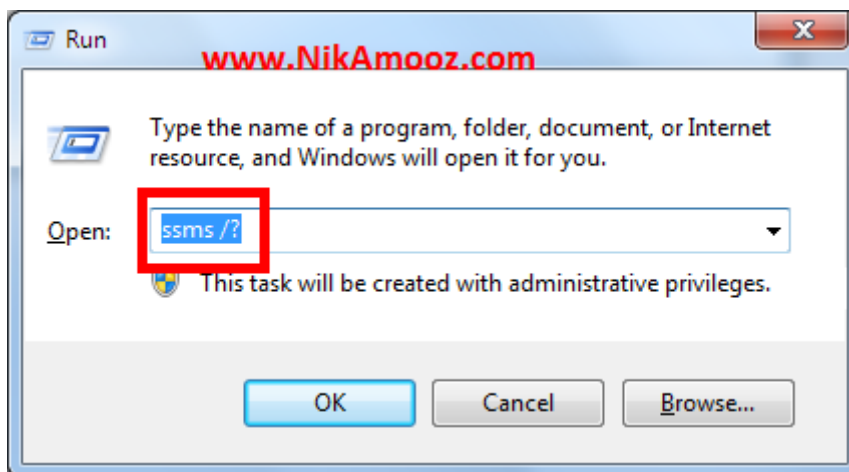 Run
www.NikAmooz.com
Type the name of a program, folder, document, or Internet
resource, and Windows will open it for you.
Open:
ssms /?
This task will be created with administrative privileges.
OK
Cancel
Browse...